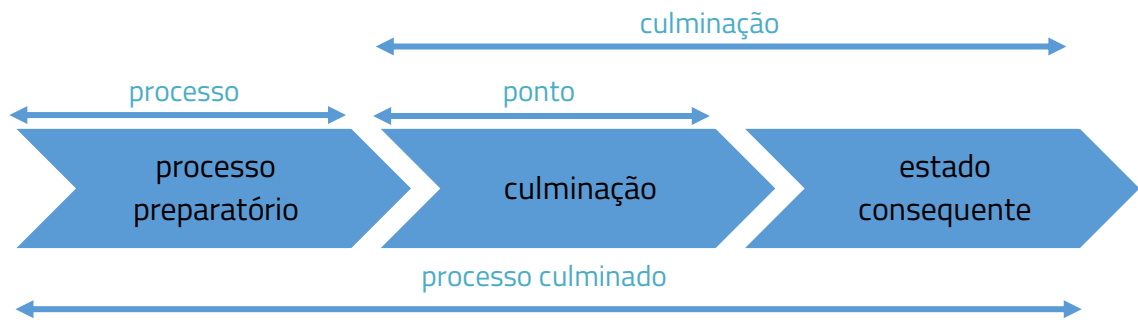 culminação
processo
ponto
processo
preparatório
culminação
estado
consequente
processo culminado